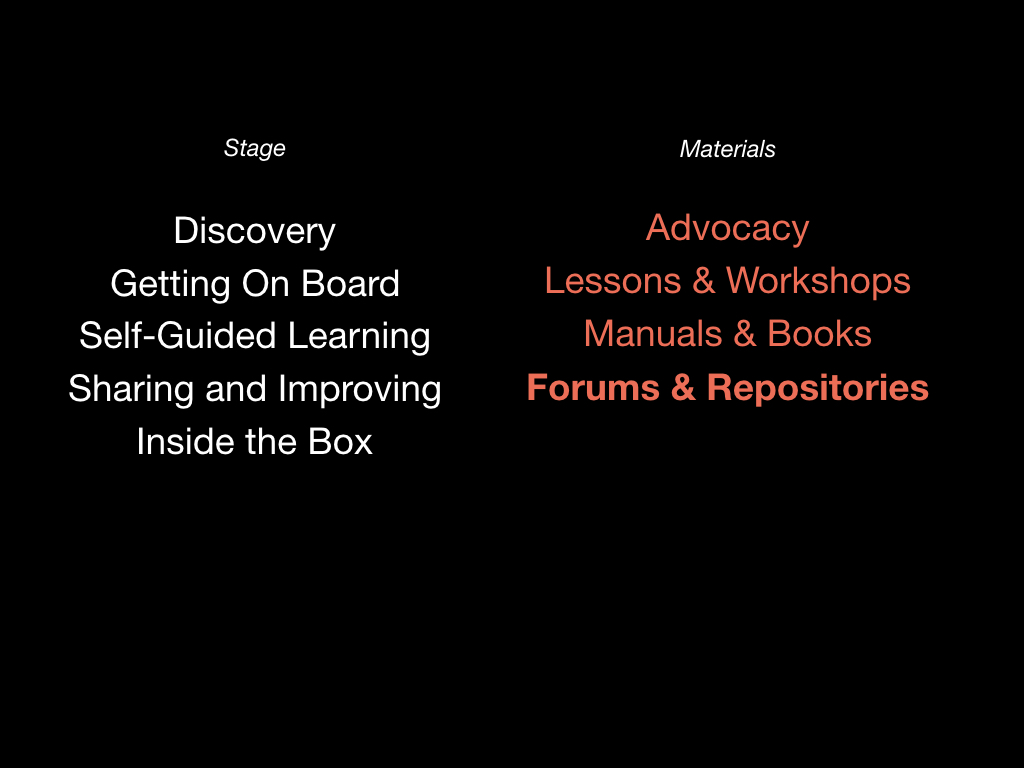 Stage
Materials
Discovery
Advocacy
Getting On Board
Lessons & Workshops
Self-Guided Learning
Manuals & Books
Sharing and Improving
Forums & Repositories
Inside the Box